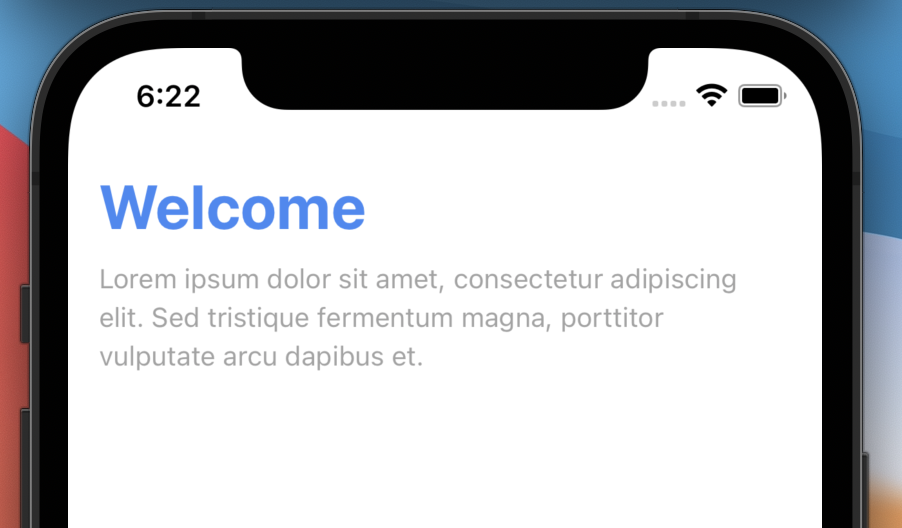 6:22
Welcome
Lorem ipsum dolor sit amet, consectetur adipiscing
elit. Sed tristique fermentum magna, porttitor
vulputate arcu dapibus et.